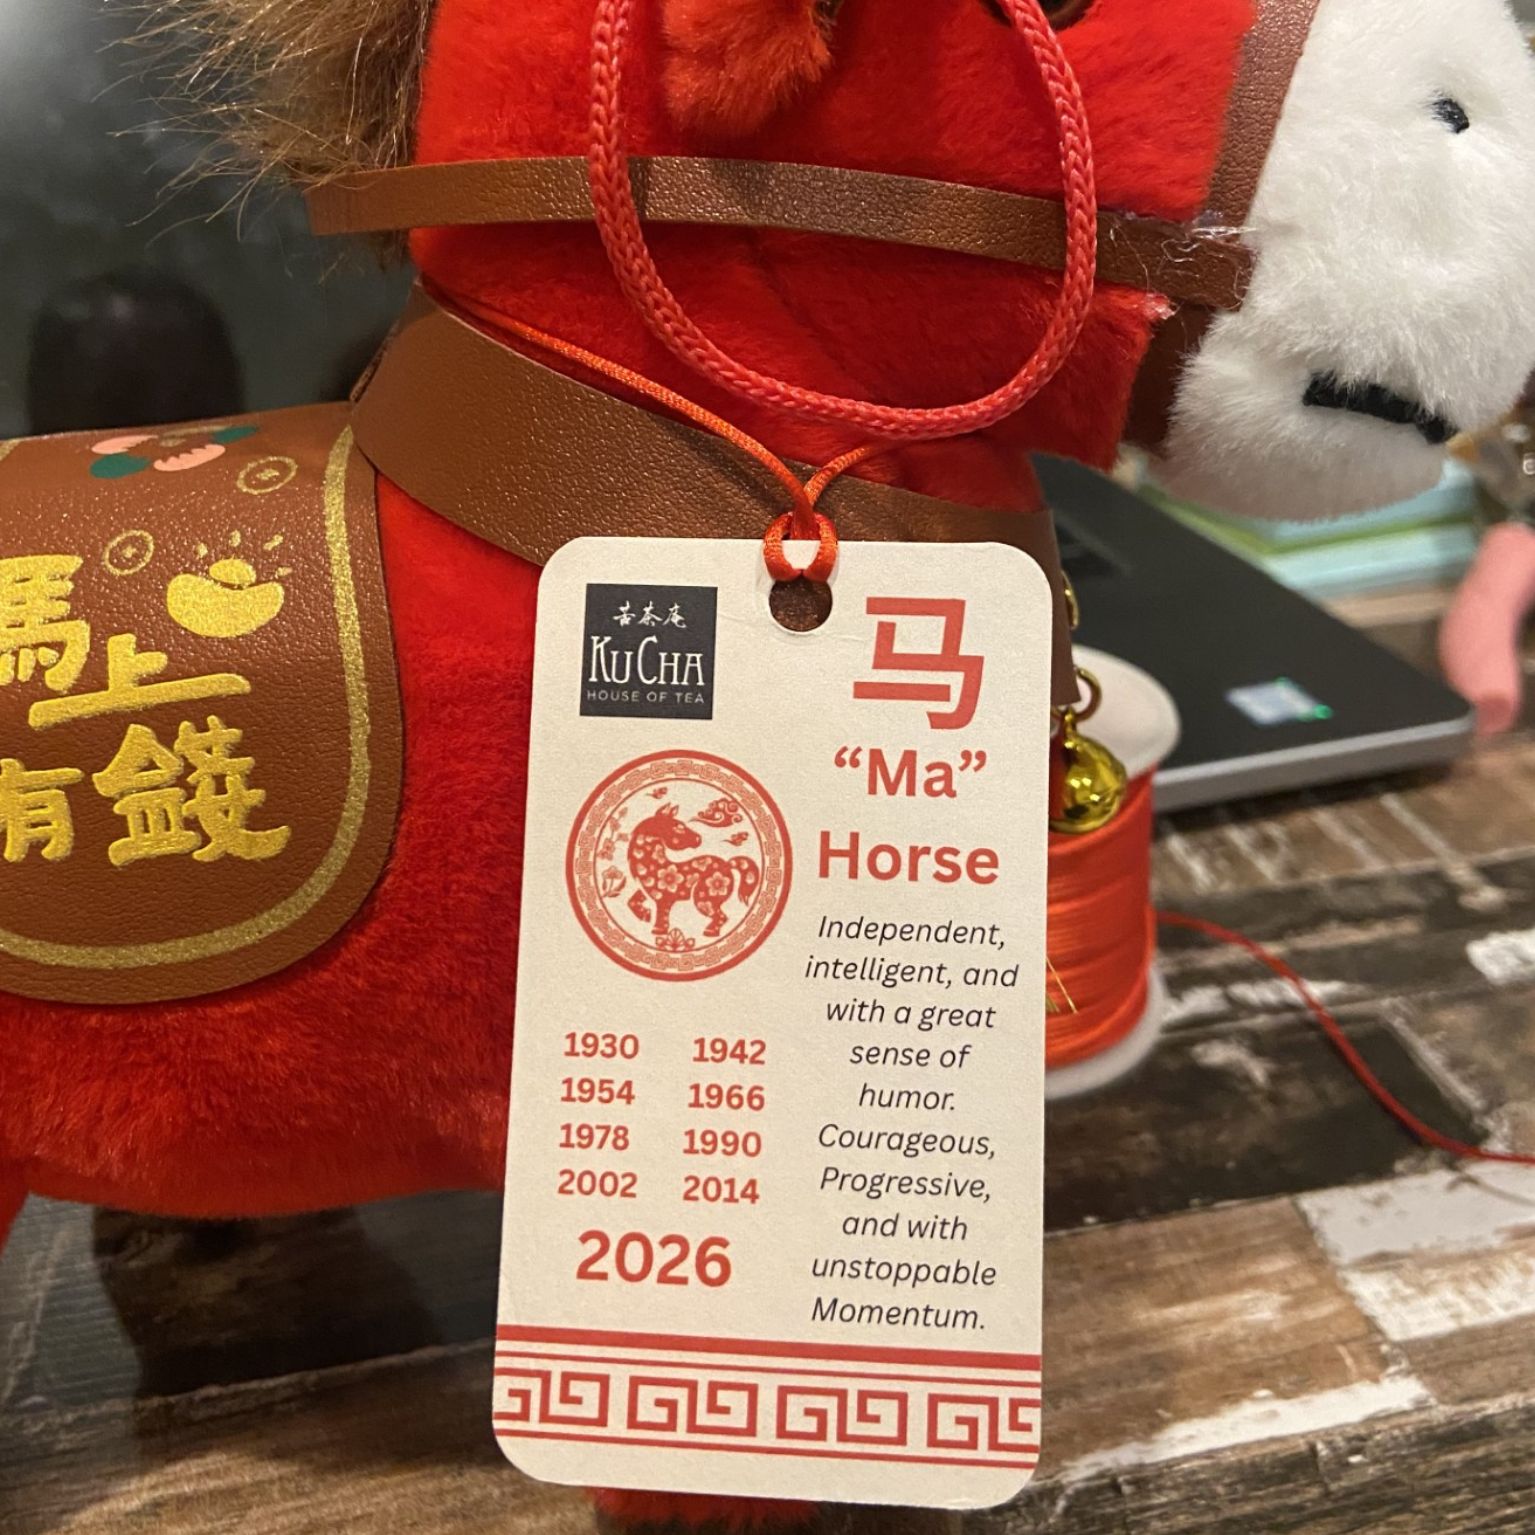 馬
上
有錢
苦茶庵
KUCHA
HOUSE OF TEA
马
“Ma”
Horse
Independent,
intelligent, and
with a great
sense of
humor.
Courageous,
Progressive,
and with
unstoppable
Momentum.
1930 1942
1954 1966
1978 1990
2002 2014
2026